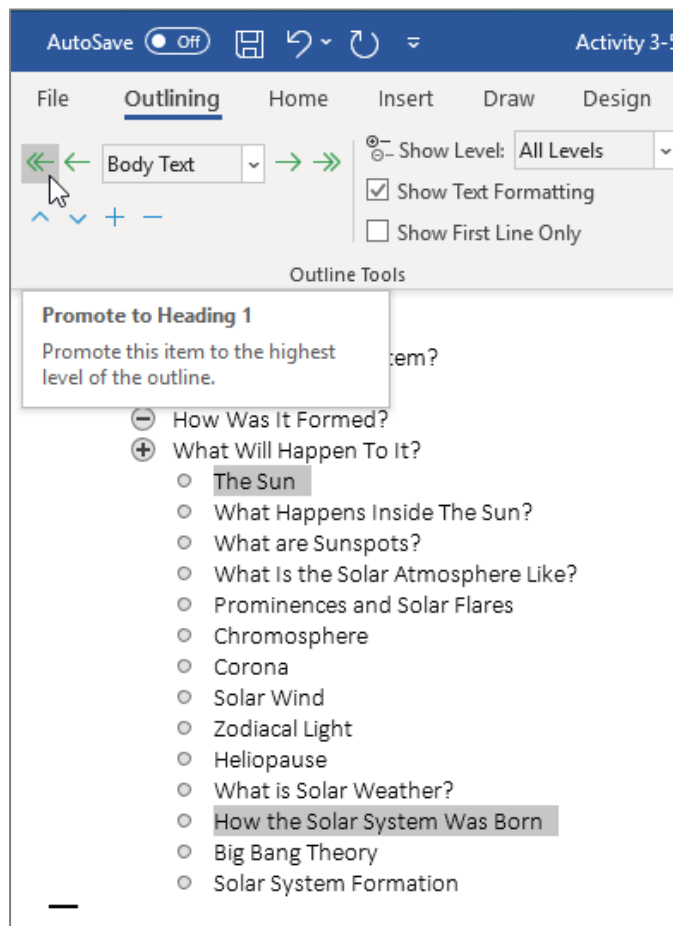 AutoSave Off Activity 3-5
File Outlining Home Insert Draw Design
Body Text Show Level: All Levels
Show Text Formatting
Show First Line Only
Outline Tools
Promote to Heading 1
Promote this item to the highest
level of the outline.
tem?
How Was It Formed?
What Will Happen To It?
The Sun
What Happens Inside The Sun?
What are Sunspots?
What Is the Solar Atmosphere Like?
Prominences and Solar Flares
Chromosphere
Corona
Solar Wind
Zodiacal Light
Heliopause
What is Solar Weather?
How the Solar System Was Born
Big Bang Theory
Solar System Formation